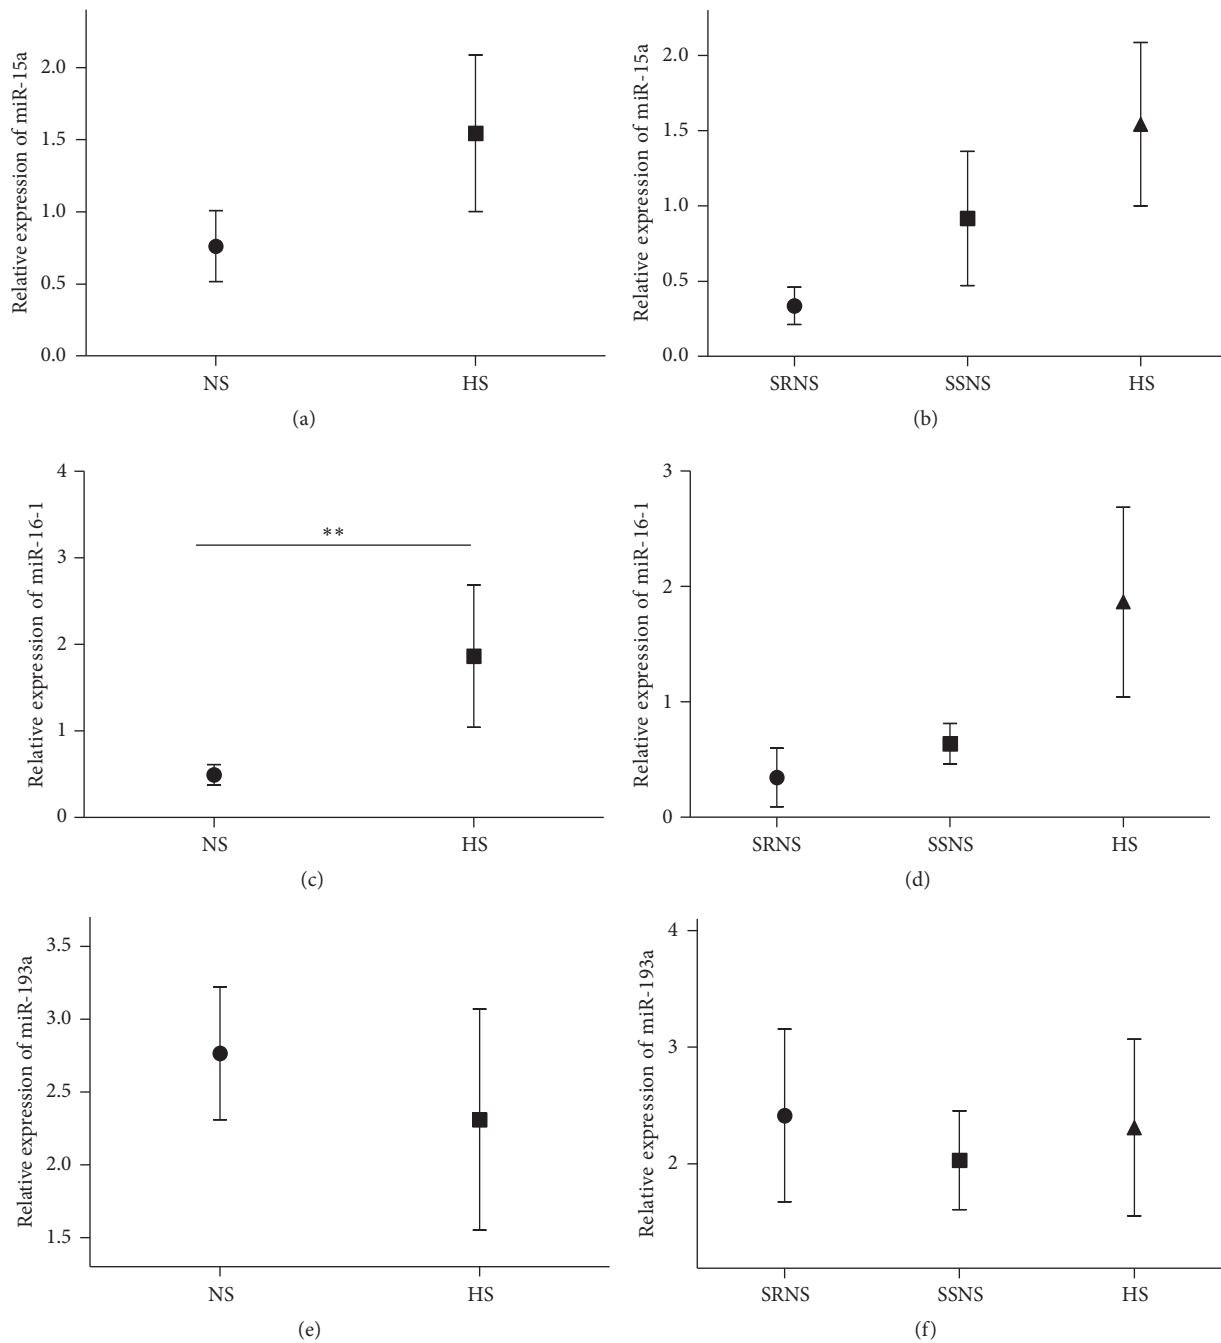 Relative expression of miR-15a
2.0
1.5
1.0
0.5
0.0
NS
HS
(a)
Relative expression of miR-15a
2.0
1.5
1.0
0.5
0.0
SRNS
SSNS
HS
(b)
Relative expression of miR-16-1
4
3
2
1
0
**
NS
HS
(c)
Relative expression of miR-16-1
3
2
1
0
SRNS
SSNS
HS
(d)
Relative expression of miR-193a
3.5
3.0
2.5
2.0
1.5
NS
HS
(e)
Relative expression of miR-193a
4
3
2
SRNS
SSNS
HS
(f)